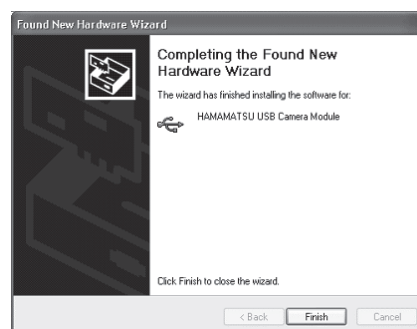 Found New Hardware Wizard
Completing the Found New
Hardware Wizard
The wizard has finished installing the software for:
HAMAMATSU USB Camera Module
Click Finish to close the wizard.
< Back
Finish
Cancel